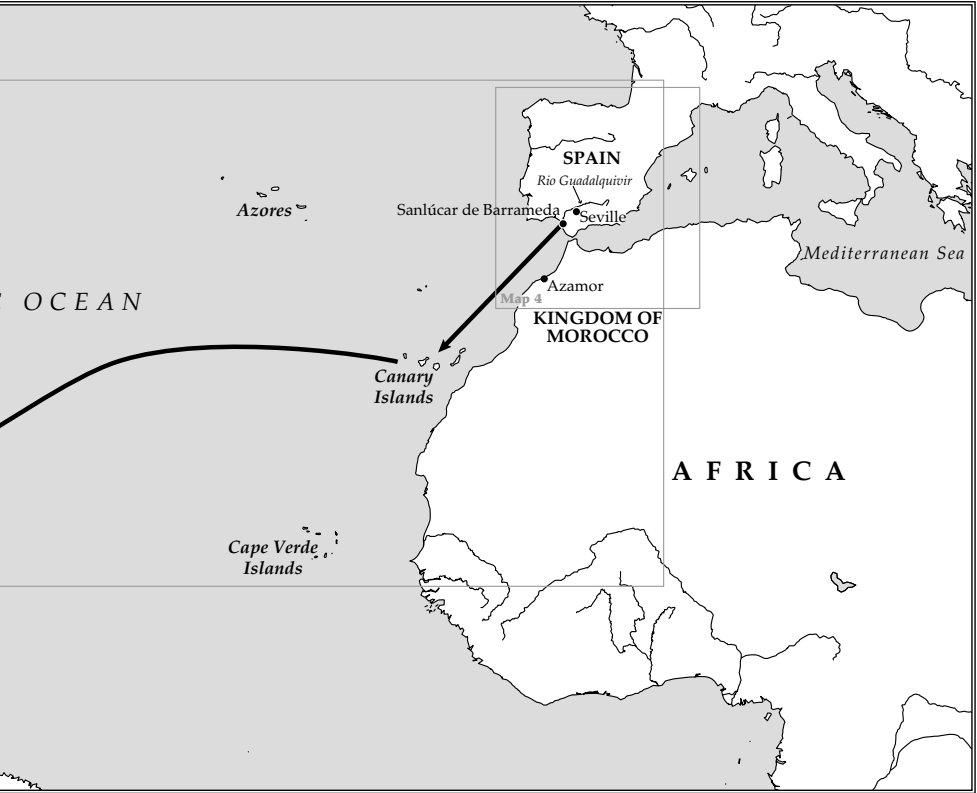 SPAIN
Rio Guadalquivir
Sanlúcar de Barrameda
Seville
Azores
Mediterranean Sea
OCEAN
Azamor
Map 4
KINGDOM OF
MOROCCO
Canary
Islands
AFRICA
Cape Verde
Islands